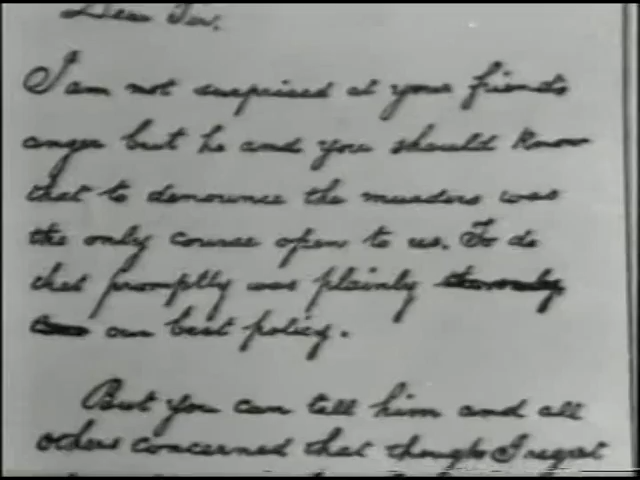 Dear Sir.
I am not surprised at your friends
anger but he and you should know
that to denounce the murders was
the only course open to us. To do
that promptly was plainly
our best policy.
But you can tell him and all
others concerned that though I regret